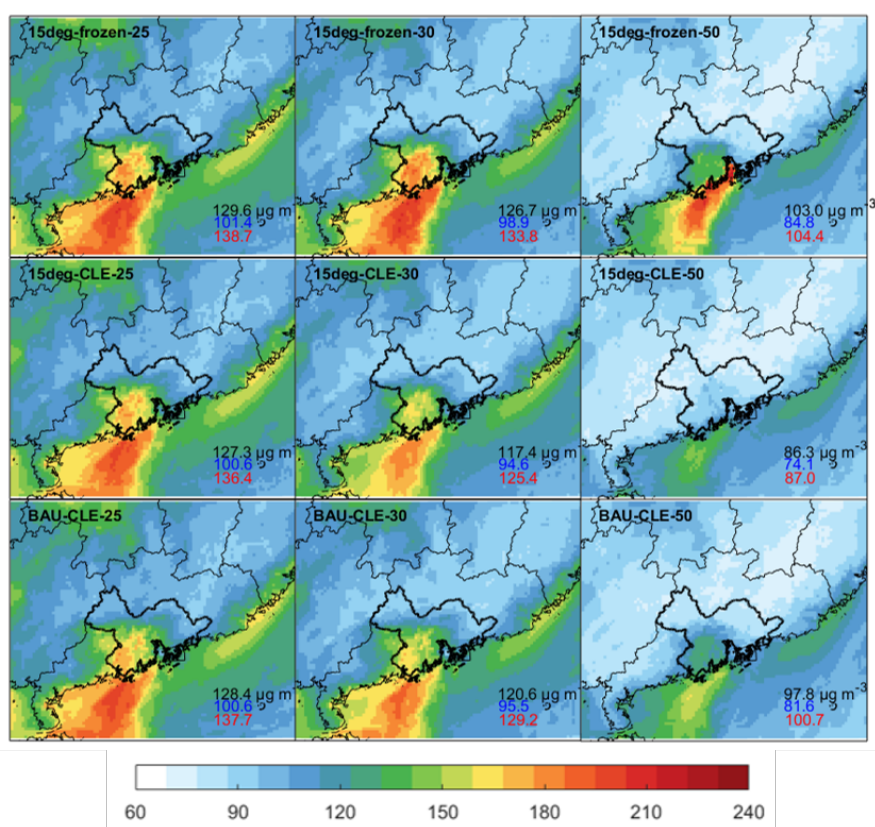 15deg-frozen-25
15deg-frozen-30
15deg-frozen-50
129.6 µg m
101.4
138.7
126.7 µg m
98.9
133.8
103.0 µg m-3
84.8
104.4
15deg-CLE-25
15deg-CLE-30
15deg-CLE-50
127.3 µg m
100.6
136.4
117.4 µg m
94.6
125.4
86.3 µg m-3
74.1
87.0
BAU-CLE-25
BAU-CLE-30
BAU-CLE-50
128.4 µg m
100.6
137.7
120.6 µg m
95.5
129.2
97.8 µg m-3
81.6
100.7
60 90 120 150 180 210 240